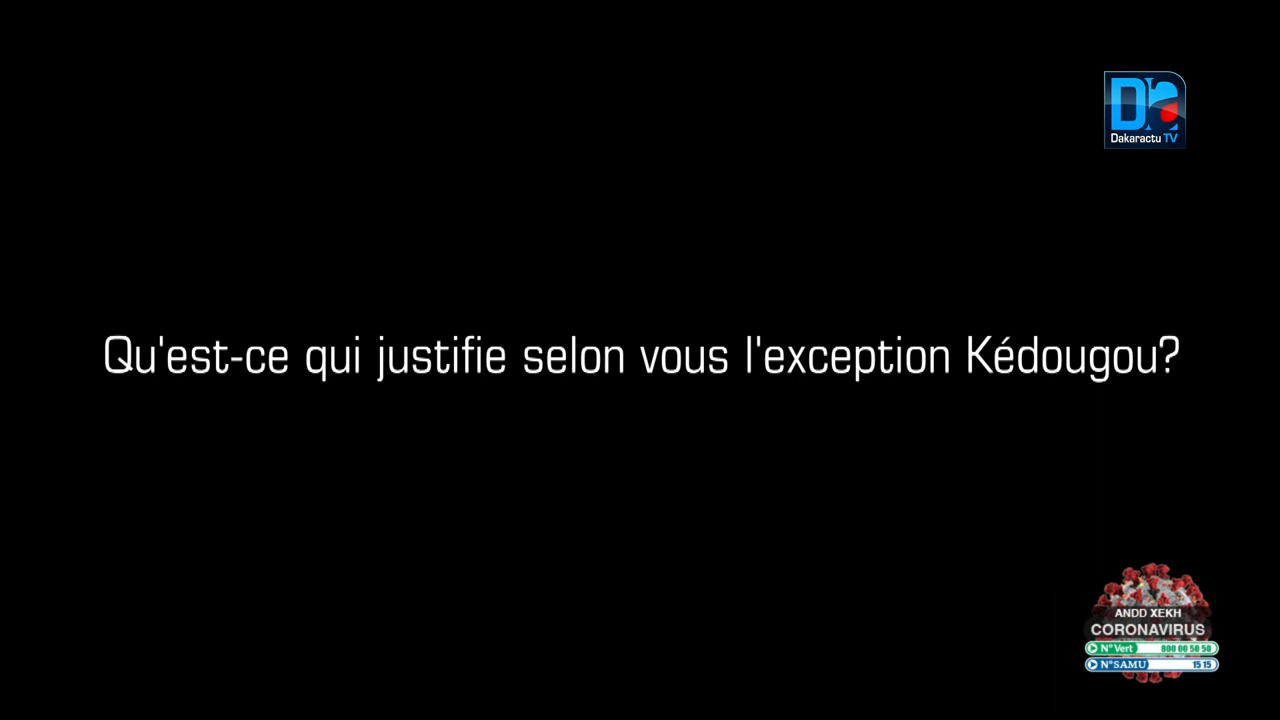 Dakaractu TV
Qu'est-ce qui justifie selon vous l'exception Kédougou?
ANDD XEKH
CORONAVIRUS
N°Vert 800 00 50 50
N°SAMU 15 15